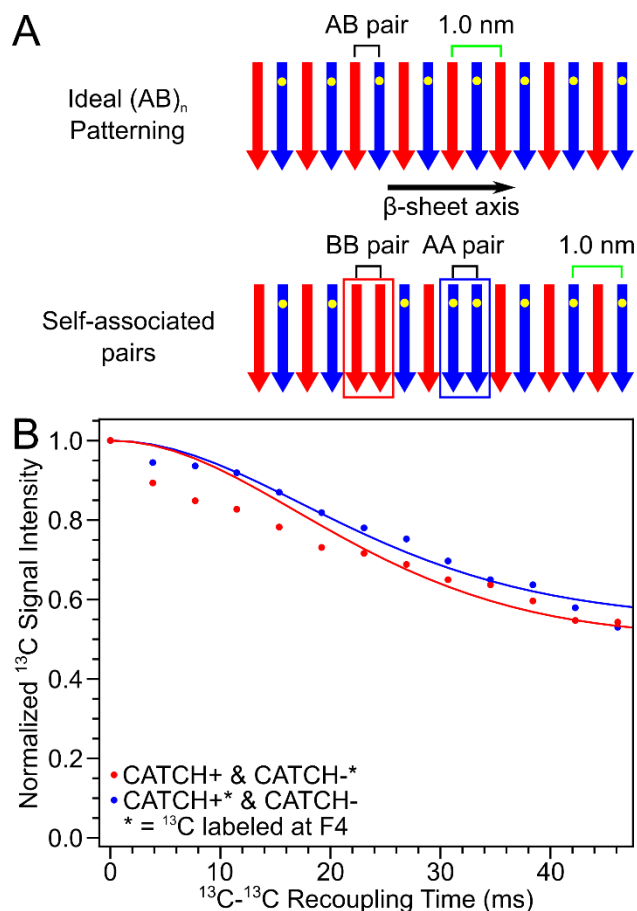 A
AB pair 1.0 nm
Ideal (AB)n
Patterning
β-sheet axis
BB pair AA pair 1.0 nm
Self-associated
pairs
B
1.0
0.8
0.6
0.4
0.2
0.0
Normalized 13C Signal Intensity
CATCH+ & CATCH-*
CATCH+* & CATCH-
* = 13C labeled at F4
0 10 20 30 40
13C-13C Recoupling Time (ms)